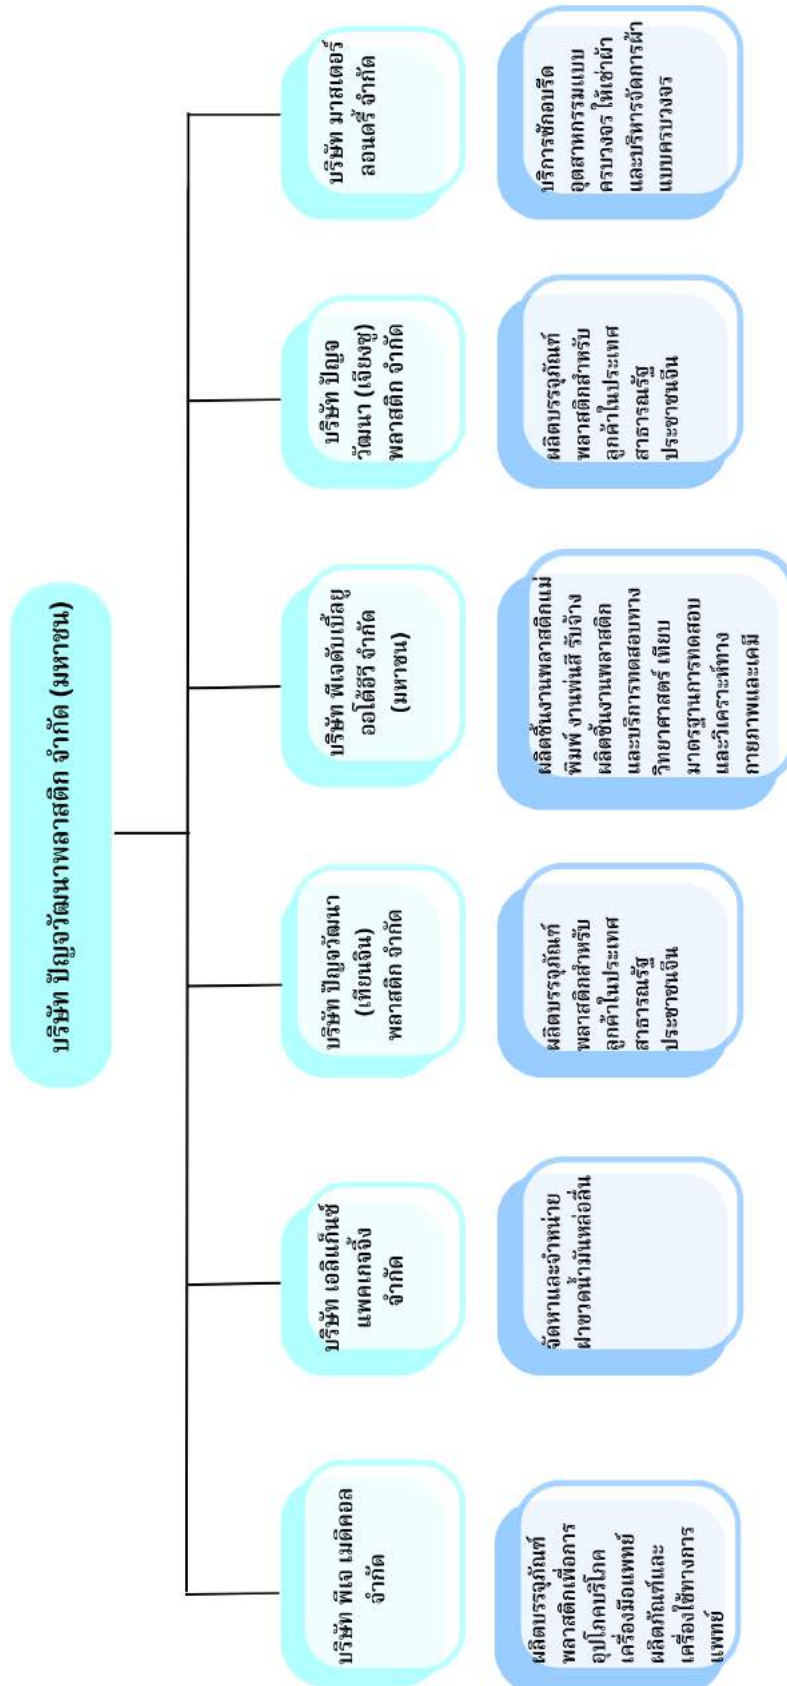 บริษัท ปัญจวัฒนาพลาสติก จำกัด (มหาชน)
บริษัท พีเจ เมดิคอล
จำกัด
บริษัท เอลิแก็นซ์
แพคเกจจิ้ง
จำกัด
บริษัท ปัญจวัฒนา
(เทียนจิน)
พลาสติก จำกัด
บริษัท พีเจดับเบิ้ลยู
ออโต้อีวี จำกัด
(มหาชน)
บริษัท ปัญจ
วัฒนา (เจียงซู)
พลาสติก จำกัด
บริษัท มาสเตอร์
ลอนดรี้ จำกัด
ผลิตบรรจุภัณฑ์
พลาสติกเพื่อการ
อุปโภคบริโภค
เครื่องมือแพทย์
ผลิตภัณฑ์และ
เครื่องใช้ทางการ
แพทย์
จัดหาและจำหน่าย
ฝาขวดน้ำมันหล่อลื่น
ผลิตบรรจุภัณฑ์
พลาสติกสำหรับ
ลูกค้าในประเทศ
สาธารณรัฐ
ประชาชนจีน
ผลิตชิ้นงานพลาสติกแม่
พิมพ์ งานพ่นสี รับจ้าง
ผลิตชิ้นงานพลาสติก
และบริการทดสอบทาง
วิทยาศาสตร์ เทียบ
มาตรฐานการทดสอบ
และวิเคราะห์ทาง
กายภาพและเคมี
ผลิตบรรจุภัณฑ์
พลาสติกสำหรับ
ลูกค้าในประเทศ
สาธารณรัฐ
ประชาชนจีน
บริการซักอบรีด
อุตสาหกรรมแบบ
ครบวงจร ให้เช่าผ้า
และบริหารจัดการผ้า
แบบครบวงจร